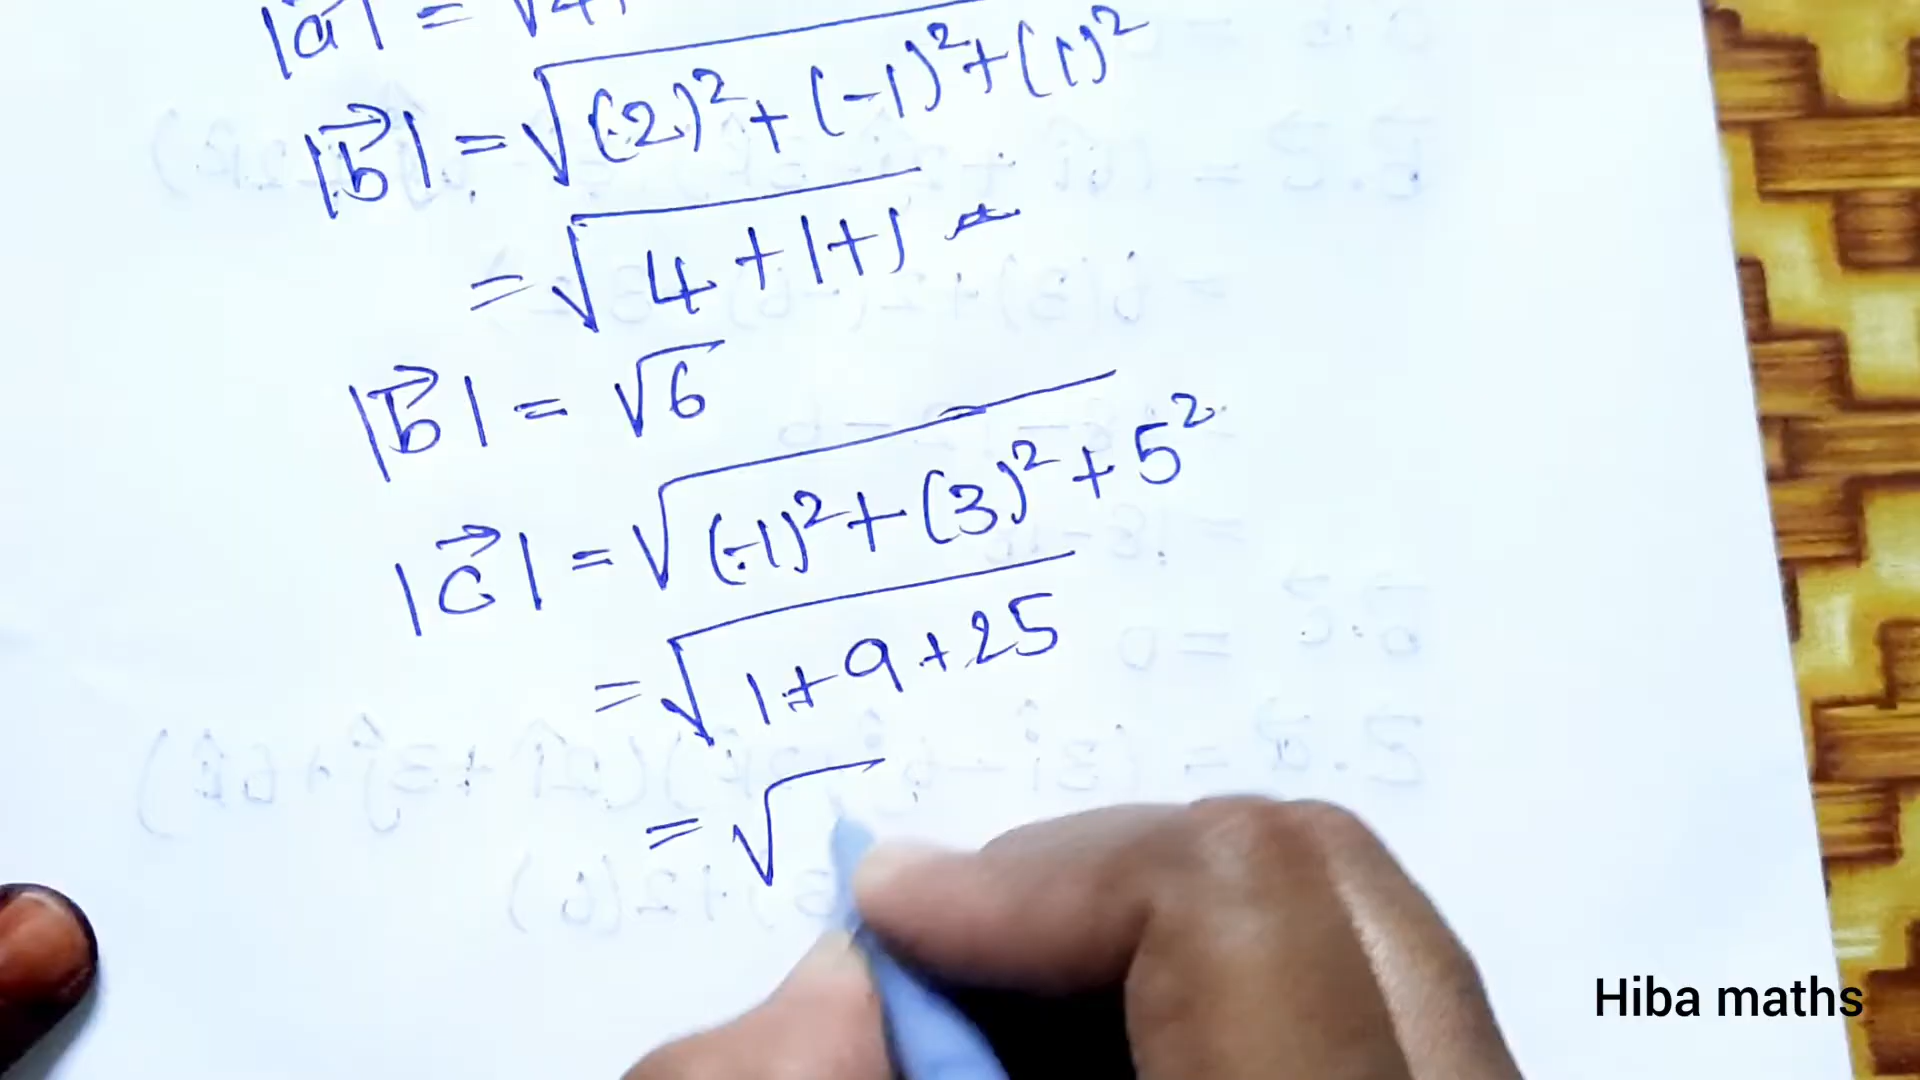 |a⃗| = √41
|b⃗| = √(-2)² + (-1)² + (1)²
= √4 + 1 + 1
|b⃗| = √6
|c⃗| = √(-1)² + (3)² + 5²
= √1 + 9 + 25
= √
Hiba maths